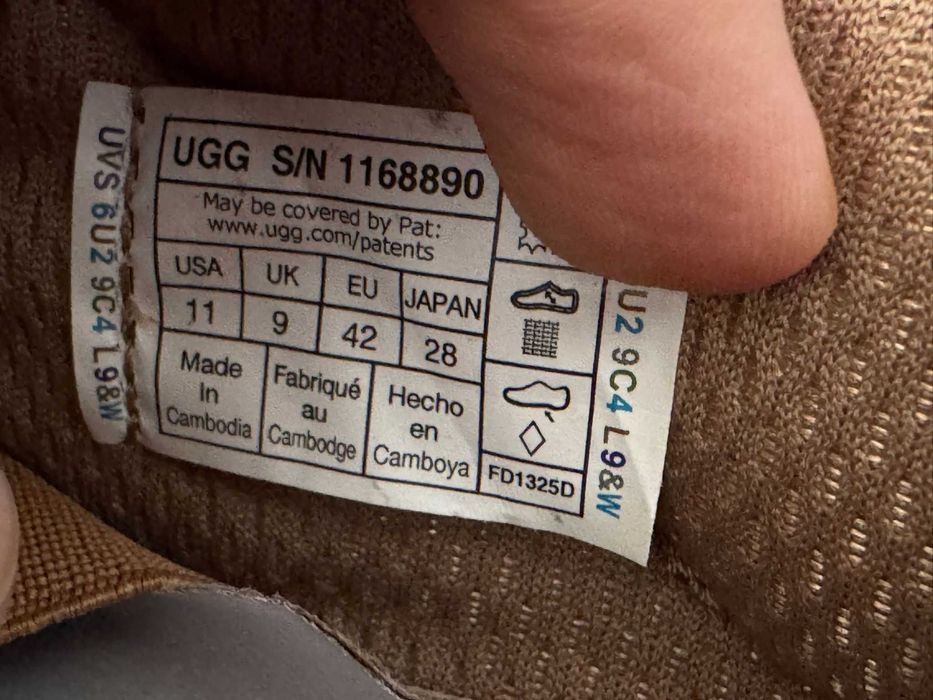 UVS 6U2 9C4 L9&W
UGG S/N 1168890
May be covered by Pat:
www.ugg.com/patents
USA UK EU JAPAN
11 9 42 28
Made
In
Cambodia
Fabriqué
au
Cambodge
Hecho
en
Camboya
FD1325D
U2 9C4 L9&W